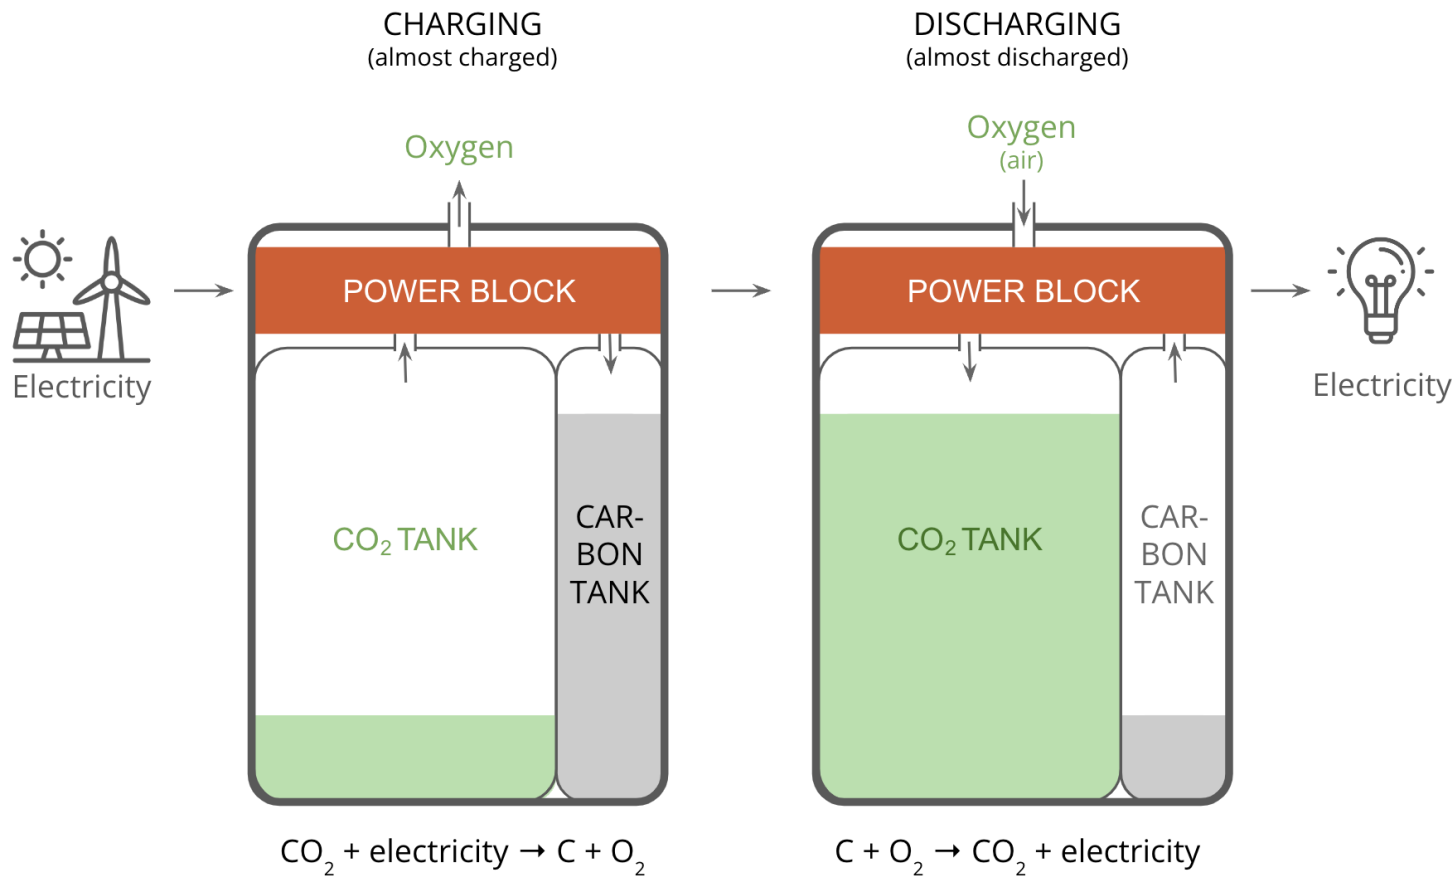 CHARGING
(almost charged)
DISCHARGING
(almost discharged)
Oxygen
Oxygen
(air)
POWER BLOCK
POWER BLOCK
Electricity
Electricity
CO₂ TANK
CAR-
BON
TANK
CO₂ TANK
CAR-
BON
TANK
CO₂ + electricity → C + O₂
C + O₂ → CO₂ + electricity